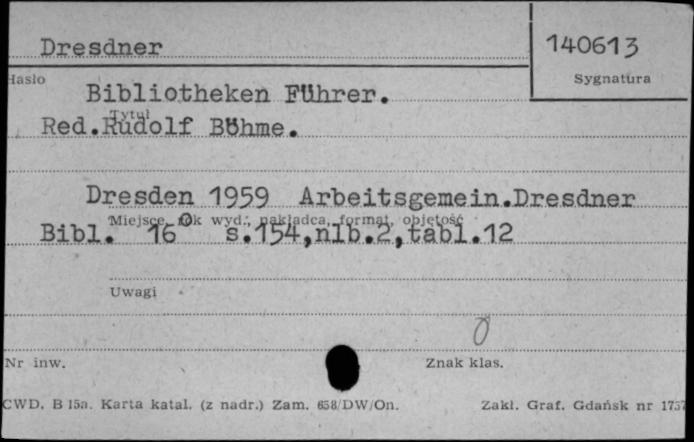 Dresdner
140613
Hasło
Sygnatura
Bibliotheken Führer.
Tytuł
Red.Rudolf Böhme.
Dresden 1959 Arbeitsgemein.Dresdner
Miejsce, rok wyd., nakładca, format, objętość
Bibl. 16° s.154,nlb.2,tabl.12
Uwagi
0
Nr inw.
Znak klas.
CWD. B 15a. Karta katal. (z nadr.) Zam. 658/DW/On.
Zakł. Graf. Gdańsk nr 1757